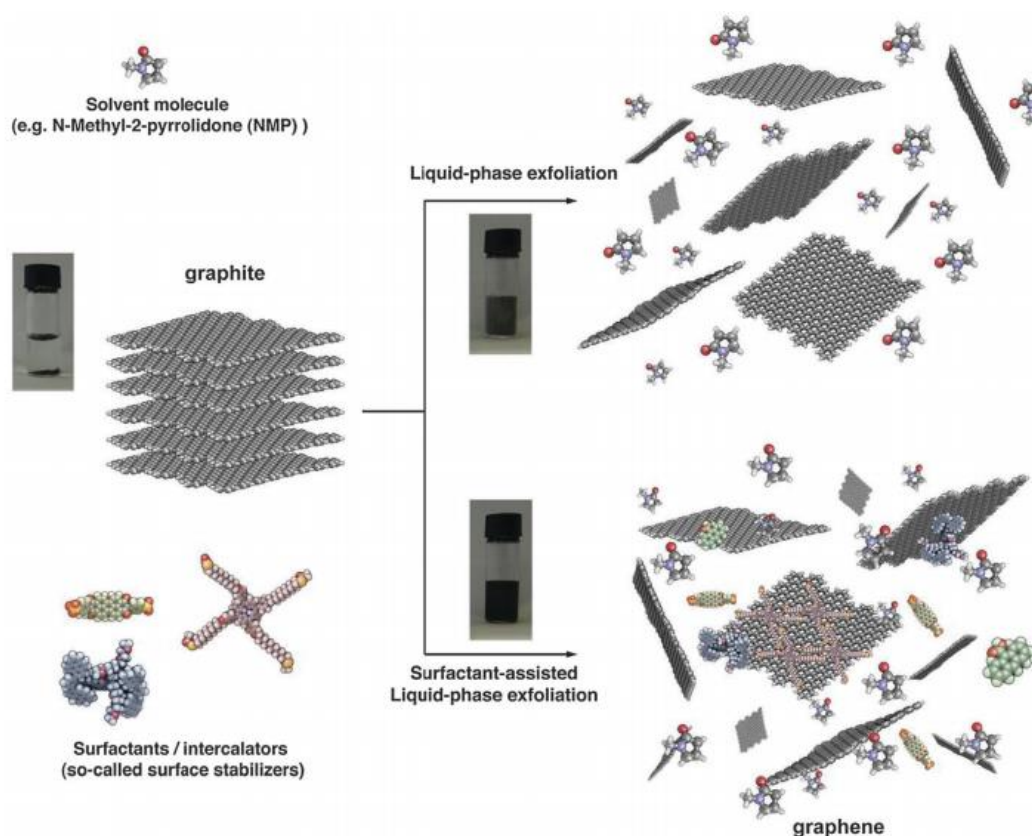 Solvent molecule
(e.g. N-Methyl-2-pyrrolidone (NMP) )
Liquid-phase exfoliation
graphite
Surfactant-assisted
Liquid-phase exfoliation
Surfactants / intercalators
(so-called surface stabilizers)
graphene